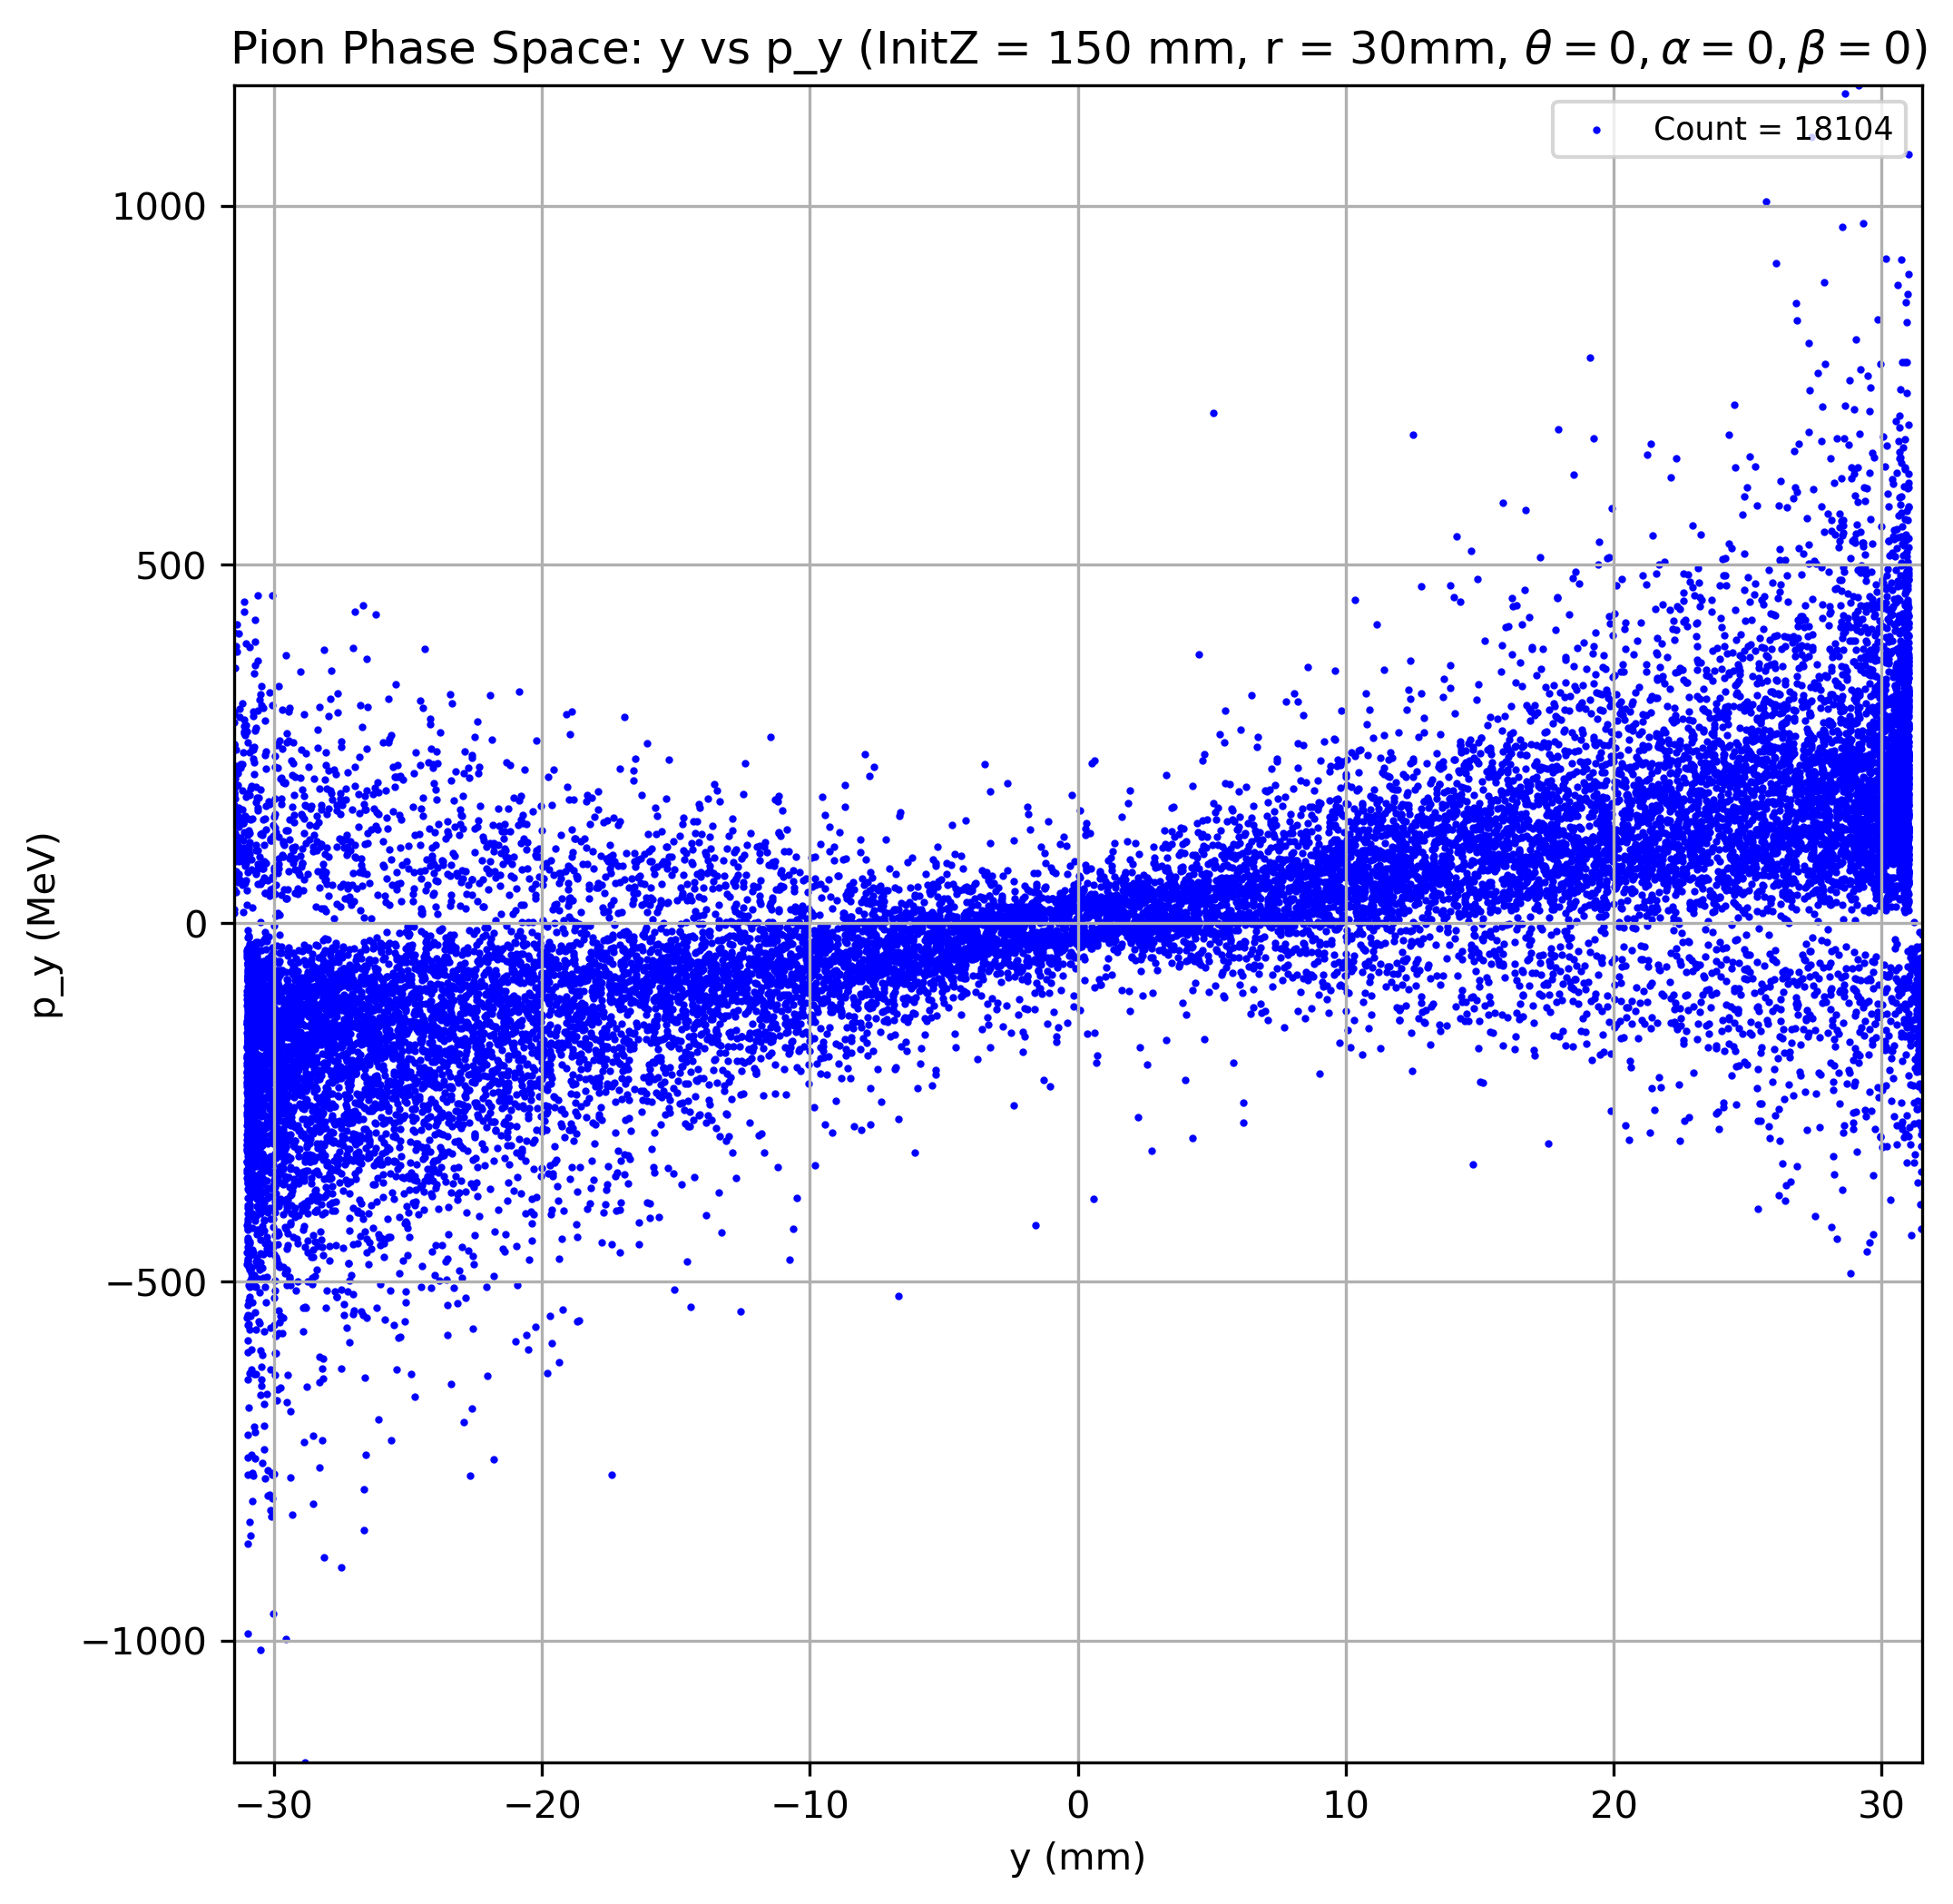 Pion Phase Space: y vs p_y (InitZ = 150 mm, r = 30mm, θ = 0, α = 0, β = 0)
Count = 18104
1000
500
0
−500
−1000
p_y (MeV)
−30 −20 −10 0 10 20 30
y (mm)